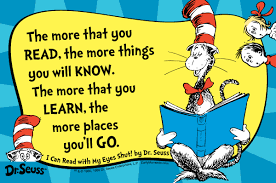 The more that you
READ, the more things
you will KNOW.
The more that you
LEARN, the
more places
you'll GO.
I Can Read with My Eyes Shut! by Dr. Seuss
Dr. Seuss